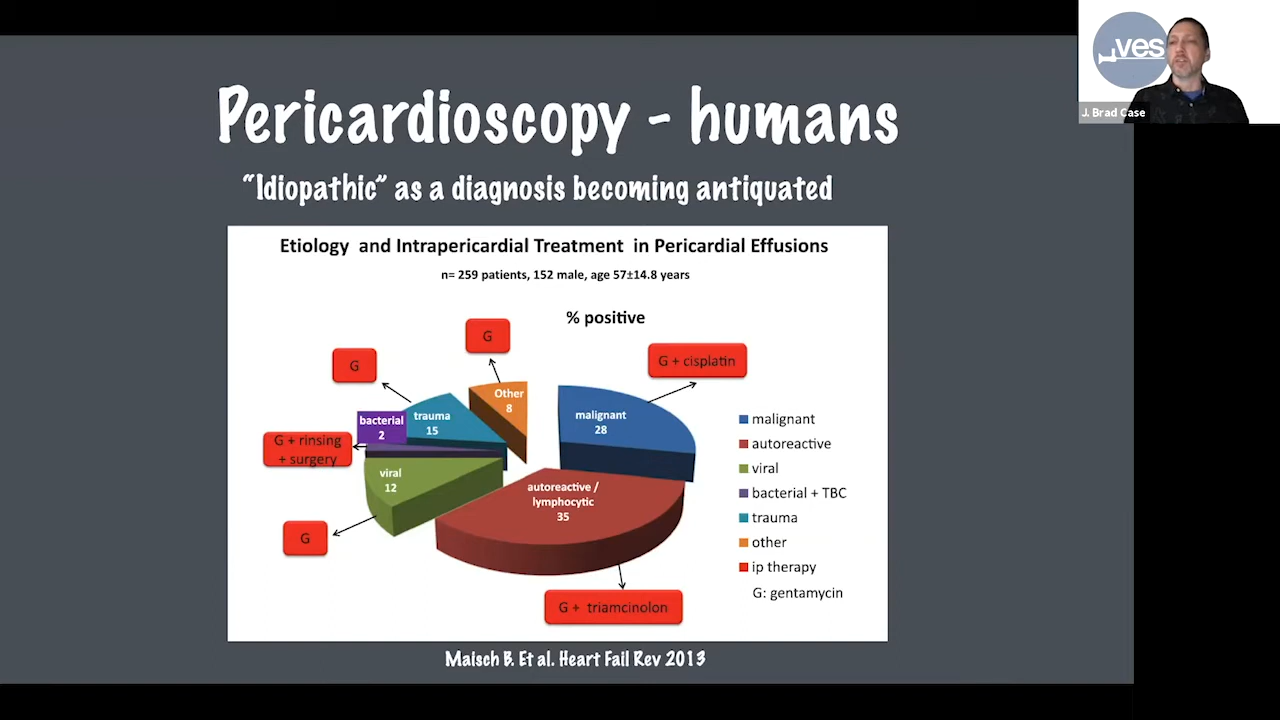 Pericardioscopy - humans
"Idiopathic" as a diagnosis becoming antiquated
Etiology and Intrapericardial Treatment in Pericardial Effusions
n= 259 patients, 152 male, age 57±14.8 years
% positive
G
G
G + cisplatin
Other
8
malignant
28
trauma
15
bacterial
2
G + rinsing
+ surgery
viral
12
autoreactive /
lymphocytic
35
G
G + triamcinolon
malignant
autoreactive
viral
bacterial + TBC
trauma
other
ip therapy
G: gentamycin
Maisch B. Et al. Heart Fail Rev 2013
ves
J. Brad Case